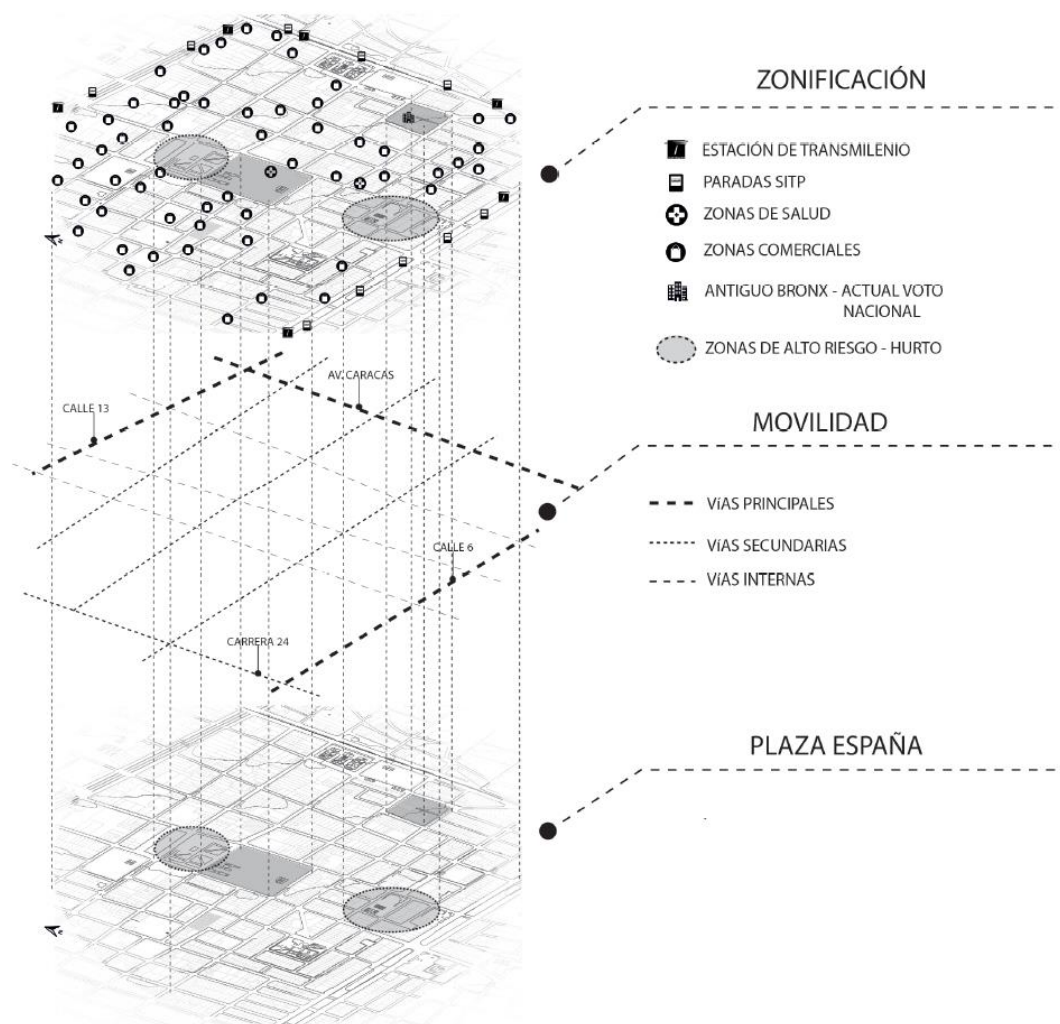 ZONIFICACIÓN
ESTACIÓN DE TRANSMILENIO
PARADAS SITP
ZONAS DE SALUD
ZONAS COMERCIALES
ANTIGUO BRONX - ACTUAL VOTO
NACIONAL
ZONAS DE ALTO RIESGO - HURTO
AV. CARACAS
CALLE 13
MOVILIDAD
VíAS PRINCIPALES
CALLE 6
VíAS SECUNDARIAS
VíAS INTERNAS
CARRERA 24
PLAZA ESPAÑA